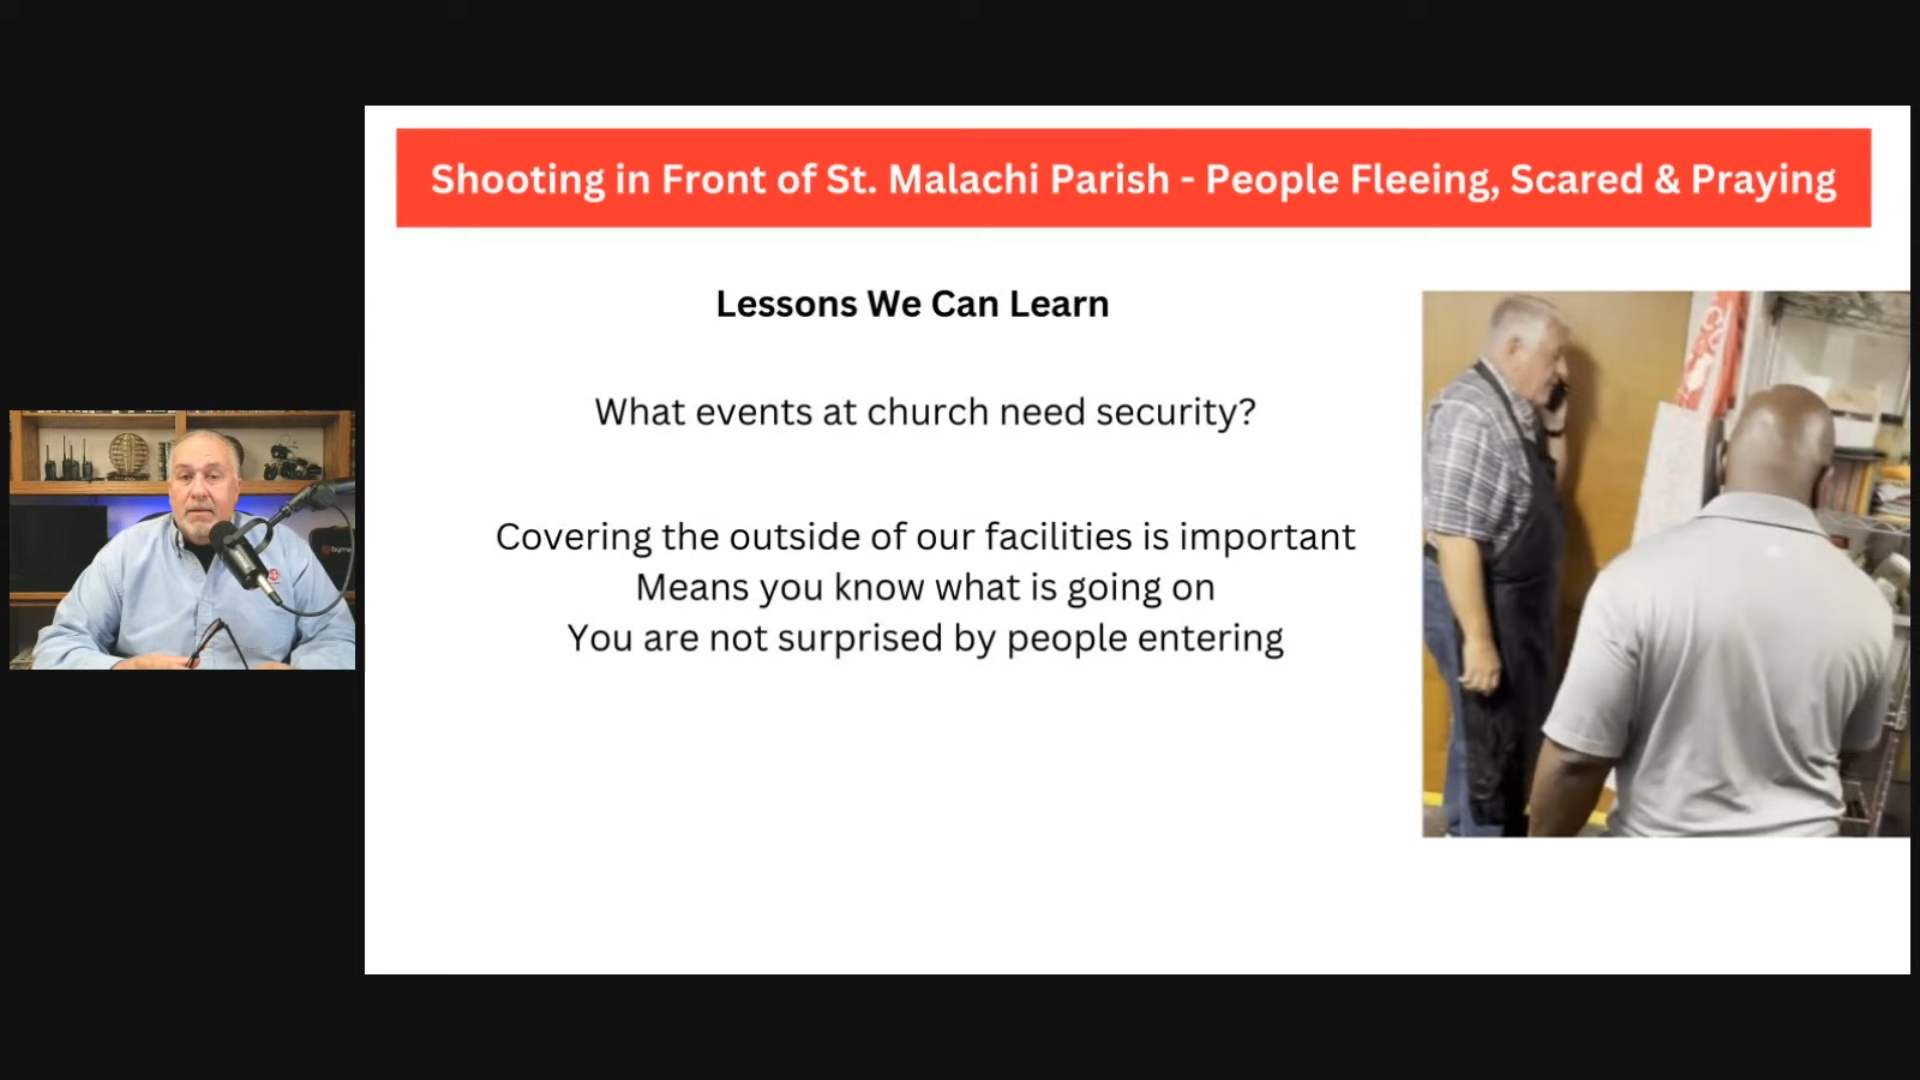 Shooting in Front of St. Malachi Parish - People Fleeing, Scared & Praying
Lessons We Can Learn
What events at church need security?
Covering the outside of our facilities is important
Means you know what is going on
You are not surprised by people entering